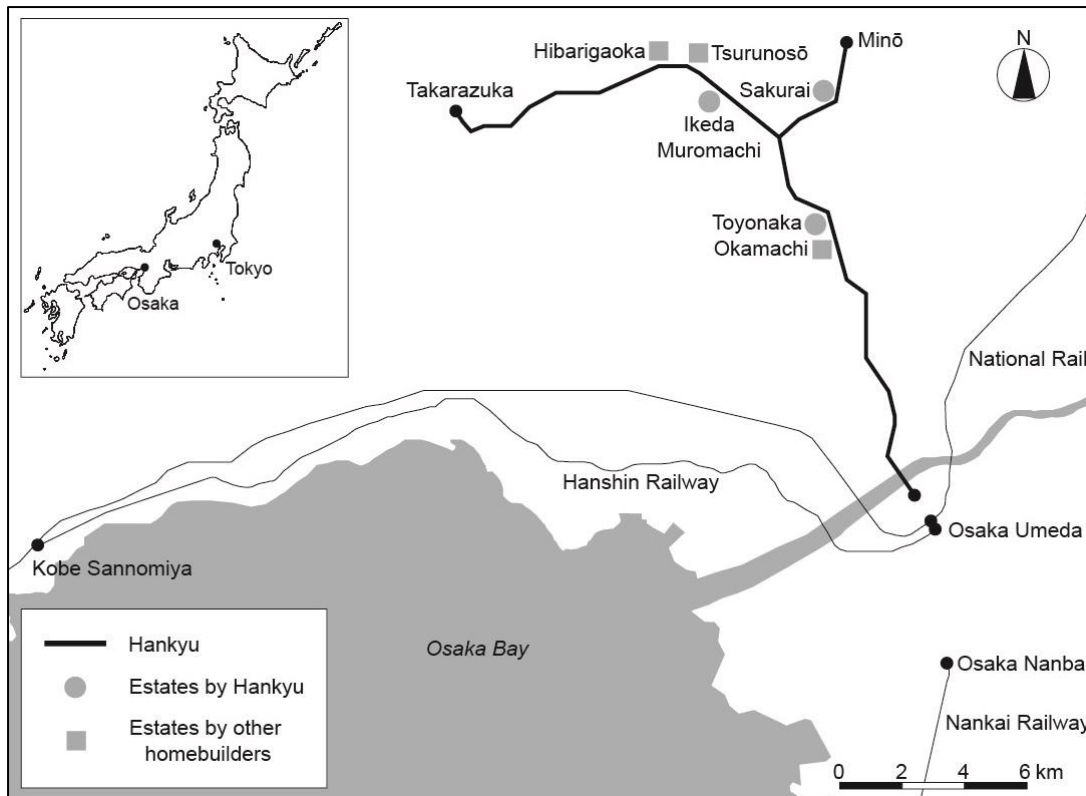 Tokyo
Osaka
N
Minō
Hibarigaoka
Tsurunosō
Takarazuka
Sakurai
Ikeda
Muromachi
Toyonaka
Okamachi
National Rail
Hanshin Railway
Osaka Umeda
Kobe Sannomiya
Osaka Bay
Osaka Nanba
Nankai Railway
Hankyu
Estates by Hankyu
Estates by other
homebuilders
0 2 4 6 km